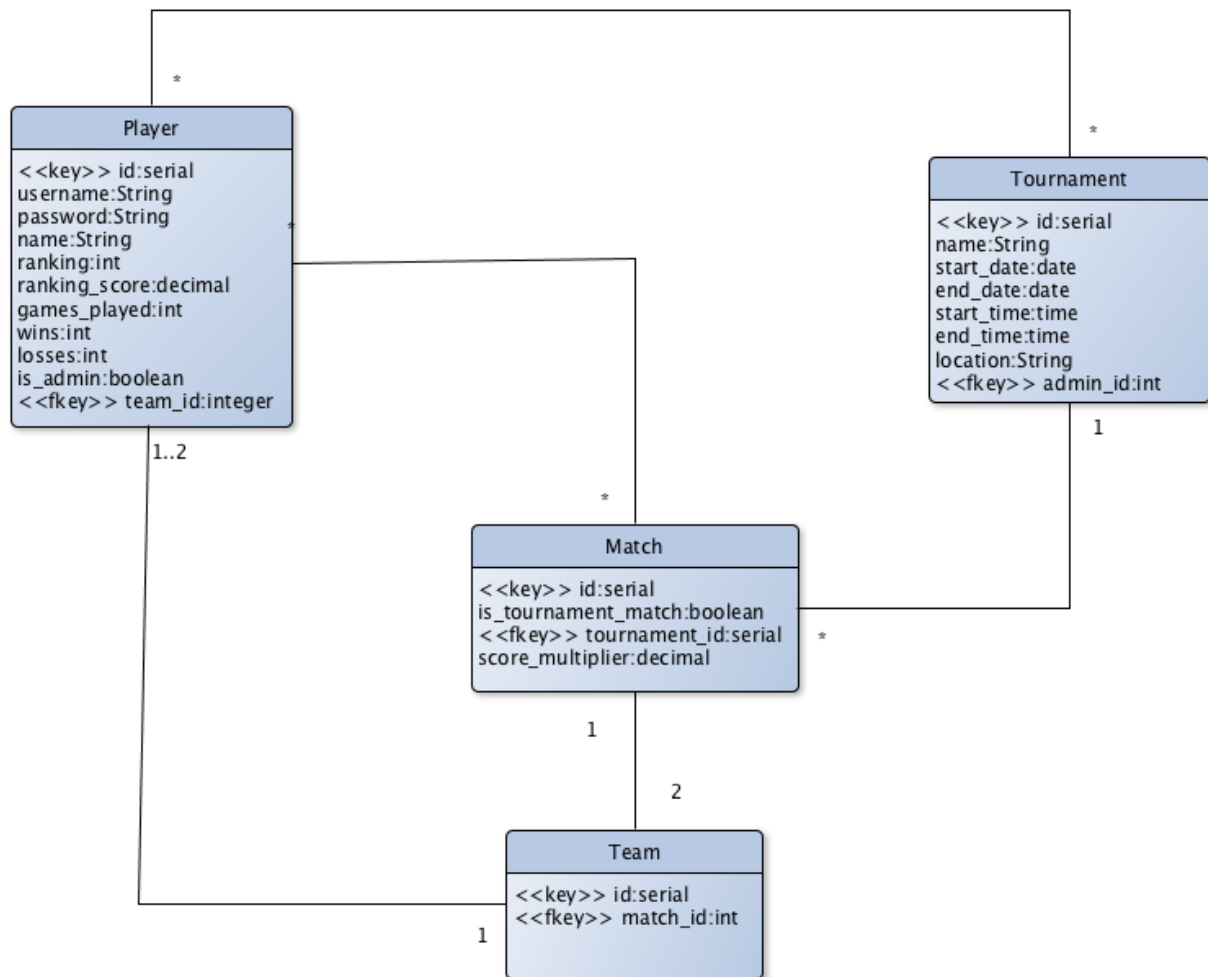 *
Player
<<key>> id:serial
username:String
password:String
name:String
ranking:int
ranking_score:decimal
games_played:int
wins:int
losses:int
is_admin:boolean
<<fkey>> team_id:integer
*
1..2
*
Tournament
<<key>> id:serial
name:String
start_date:date
end_date:date
start_time:time
end_time:time
location:String
<<fkey>> admin_id:int
1
*
Match
<<key>> id:serial
is_tournament_match:boolean
<<fkey>> tournament_id:serial
score_multiplier:decimal
*
1
2
Team
<<key>> id:serial
<<fkey>> match_id:int
1